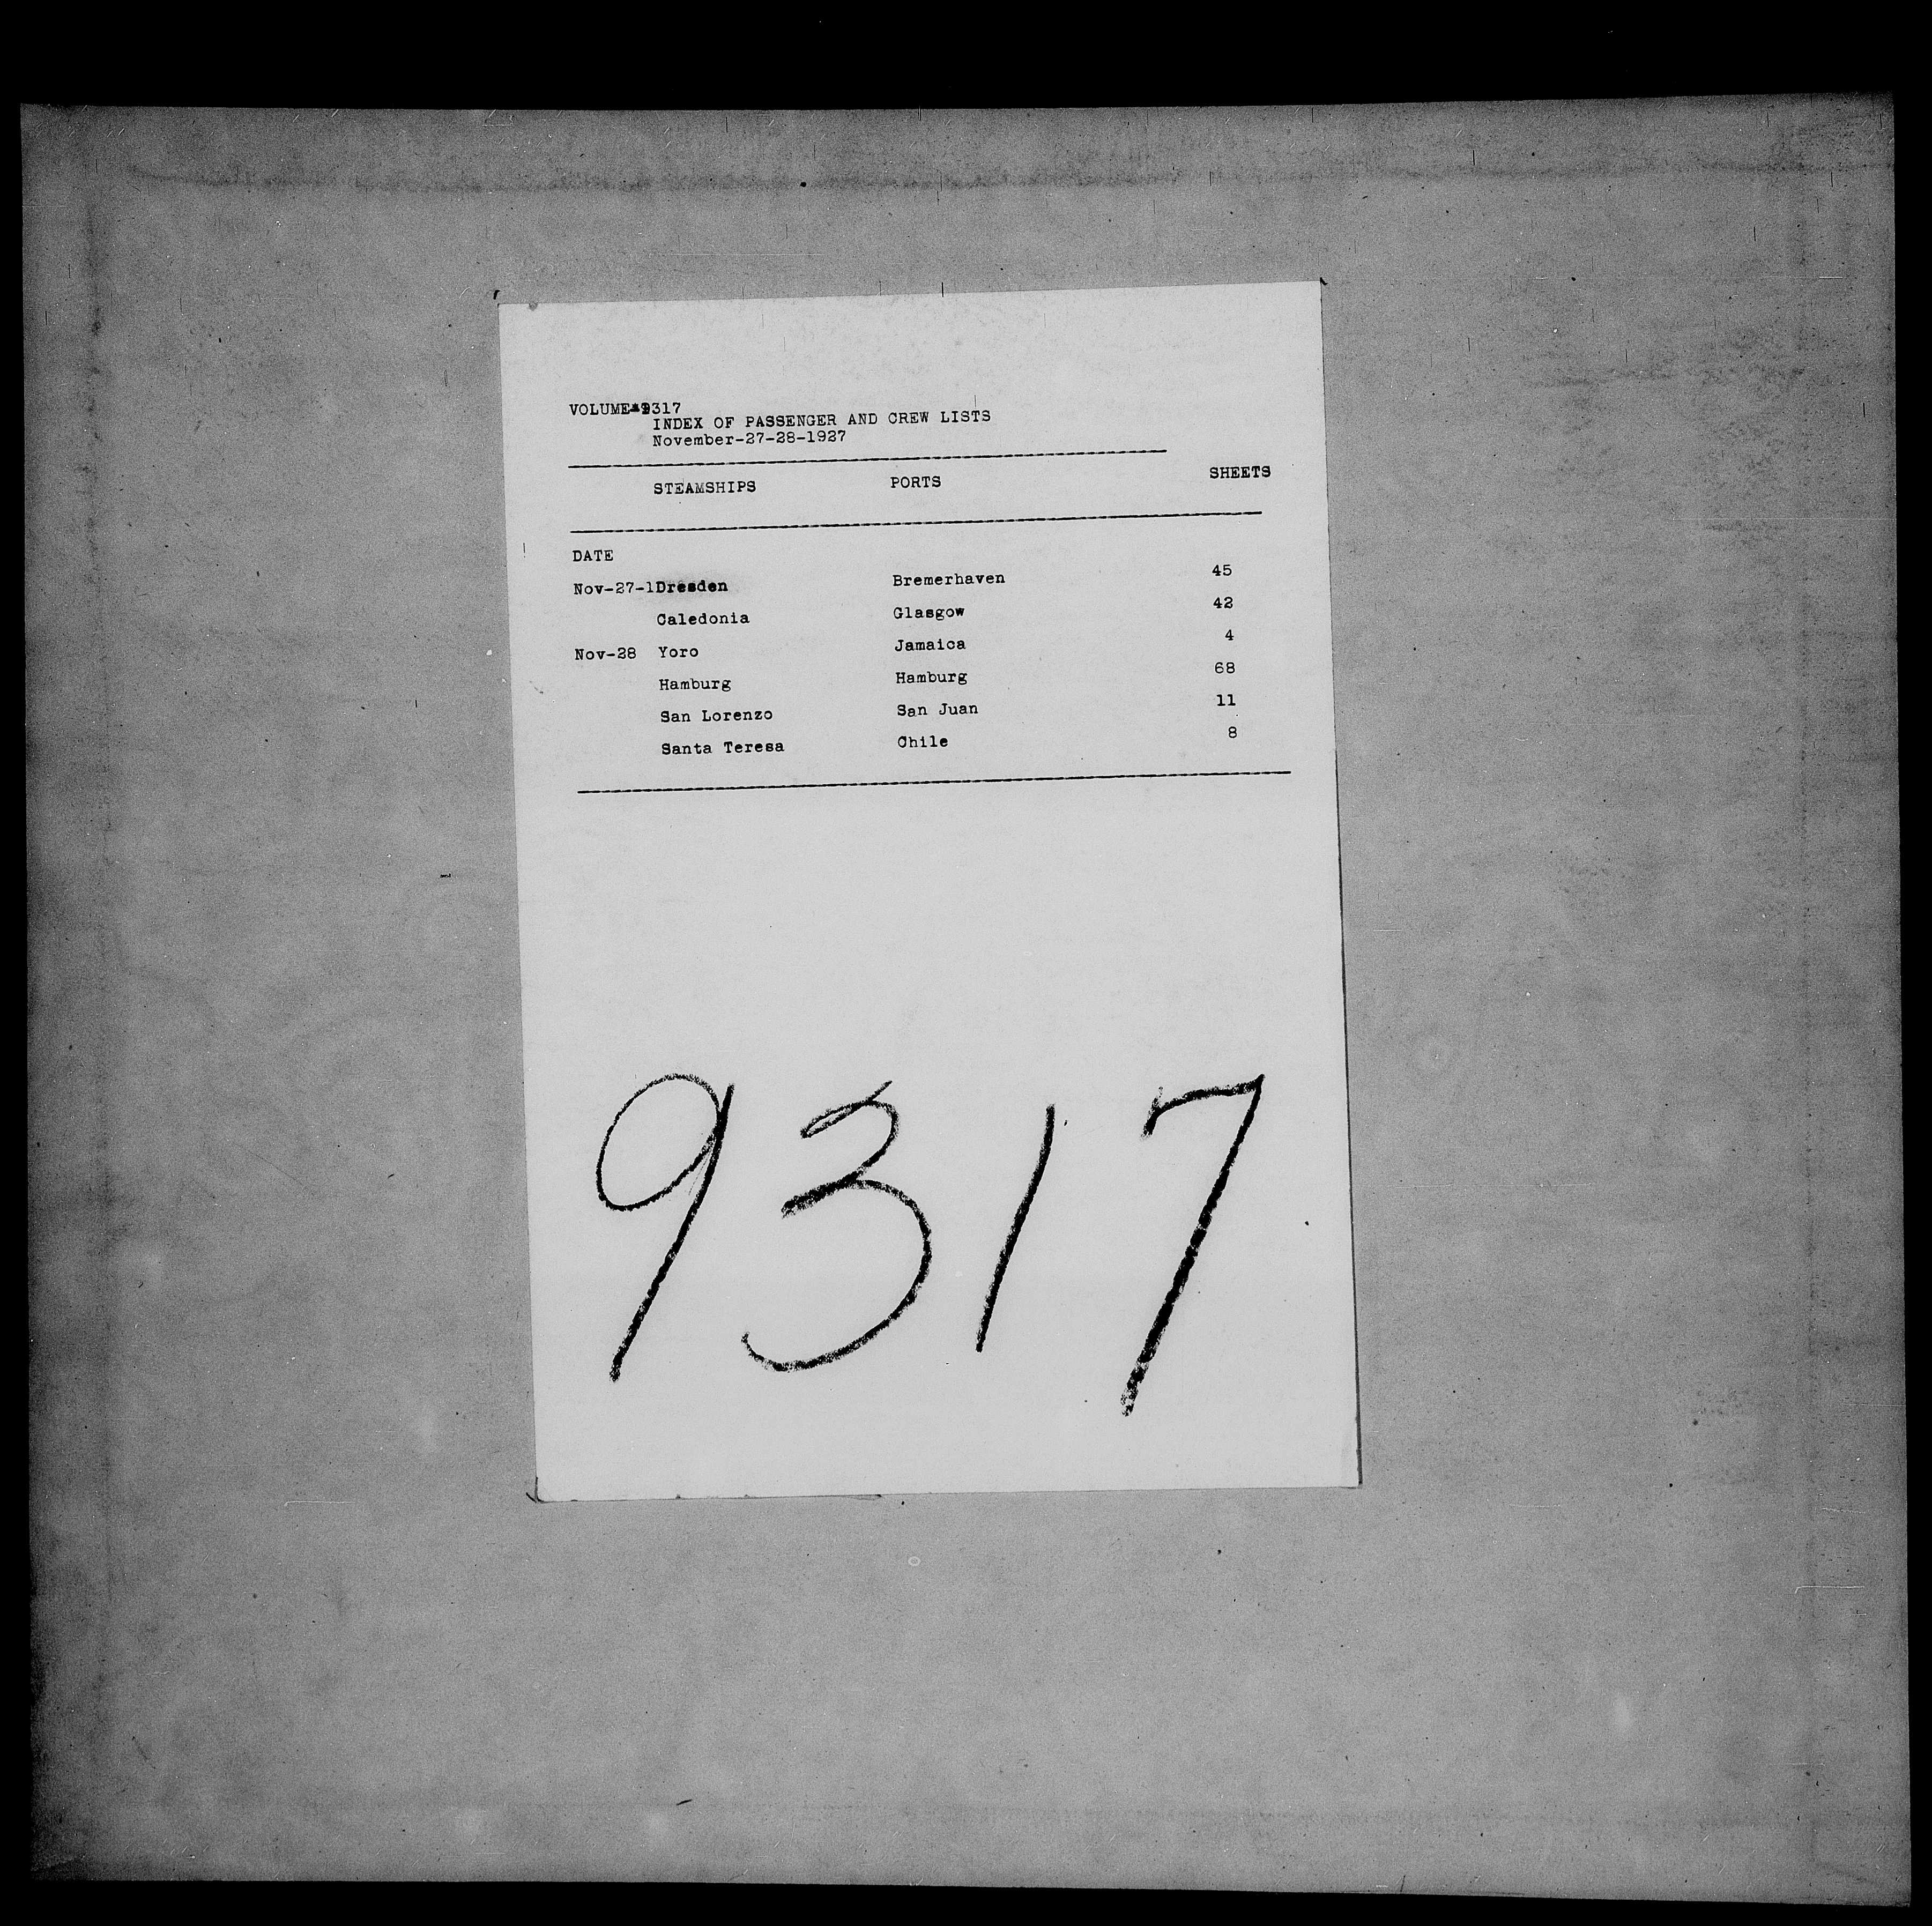 VOLUME-9317
INDEX OF PASSENGER AND CREW LISTS
November-27-28-1927
STEAMSHIPS PORTS SHEETS
DATE
Nov-27-1Dresden Bremerhaven 45
Caledonia Glasgow 42
Nov-28 Yoro Jamaica 4
Hamburg Hamburg 68
San Lorenzo San Juan 11
Santa Teresa Chile 8
9317